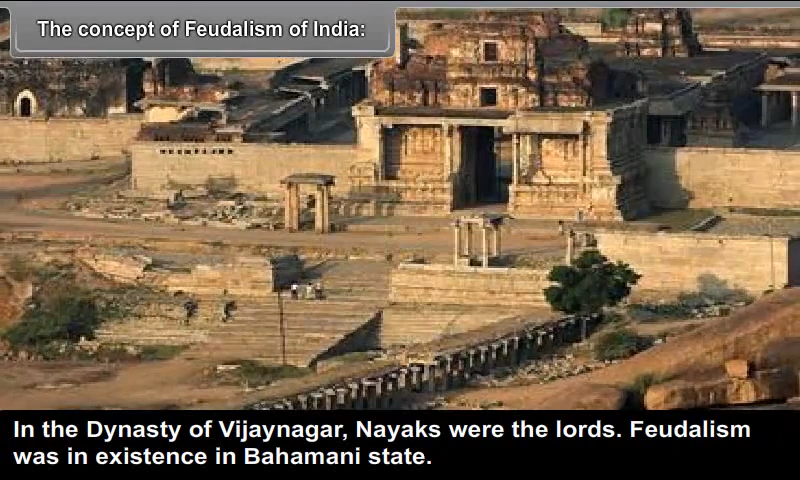 The concept of Feudalism of India:
In the Dynasty of Vijaynagar, Nayaks were the lords. Feudalism
was in existence in Bahamani state.